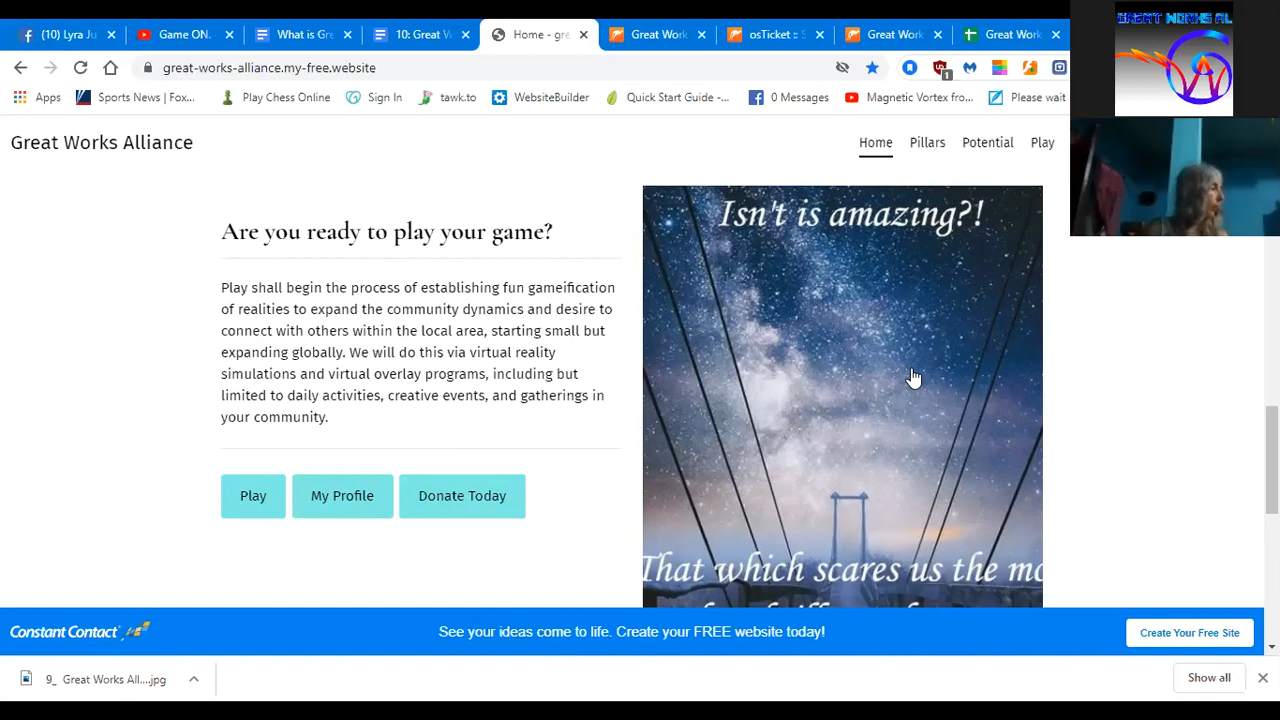 (10) Lyra Ju
Game ON.
What is Gre
10: Great W
Home - gre
Great Work
osTicket :: S
Great Work
Great Work
great-works-alliance.my-free.website
Apps
Sports News | Fox...
Play Chess Online
Sign In
tawk.to
WebsiteBuilder
Quick Start Guide -...
0 Messages
Magnetic Vortex fro...
Please wait
GREAT WORKS AL
Great Works Alliance
Home
Pillars
Potential
Play
Isn't is amazing?!
Are you ready to play your game?
Play shall begin the process of establishing fun gameification
of realities to expand the community dynamics and desire to
connect with others within the local area, starting small but
expanding globally. We will do this via virtual reality
simulations and virtual overlay programs, including but
limited to daily activities, creative events, and gatherings in
your community.
Play
My Profile
Donate Today
That which scares us the mo
Constant Contact
See your ideas come to life. Create your FREE website today!
Create Your Free Site
9_ Great Works All....jpg
Show all